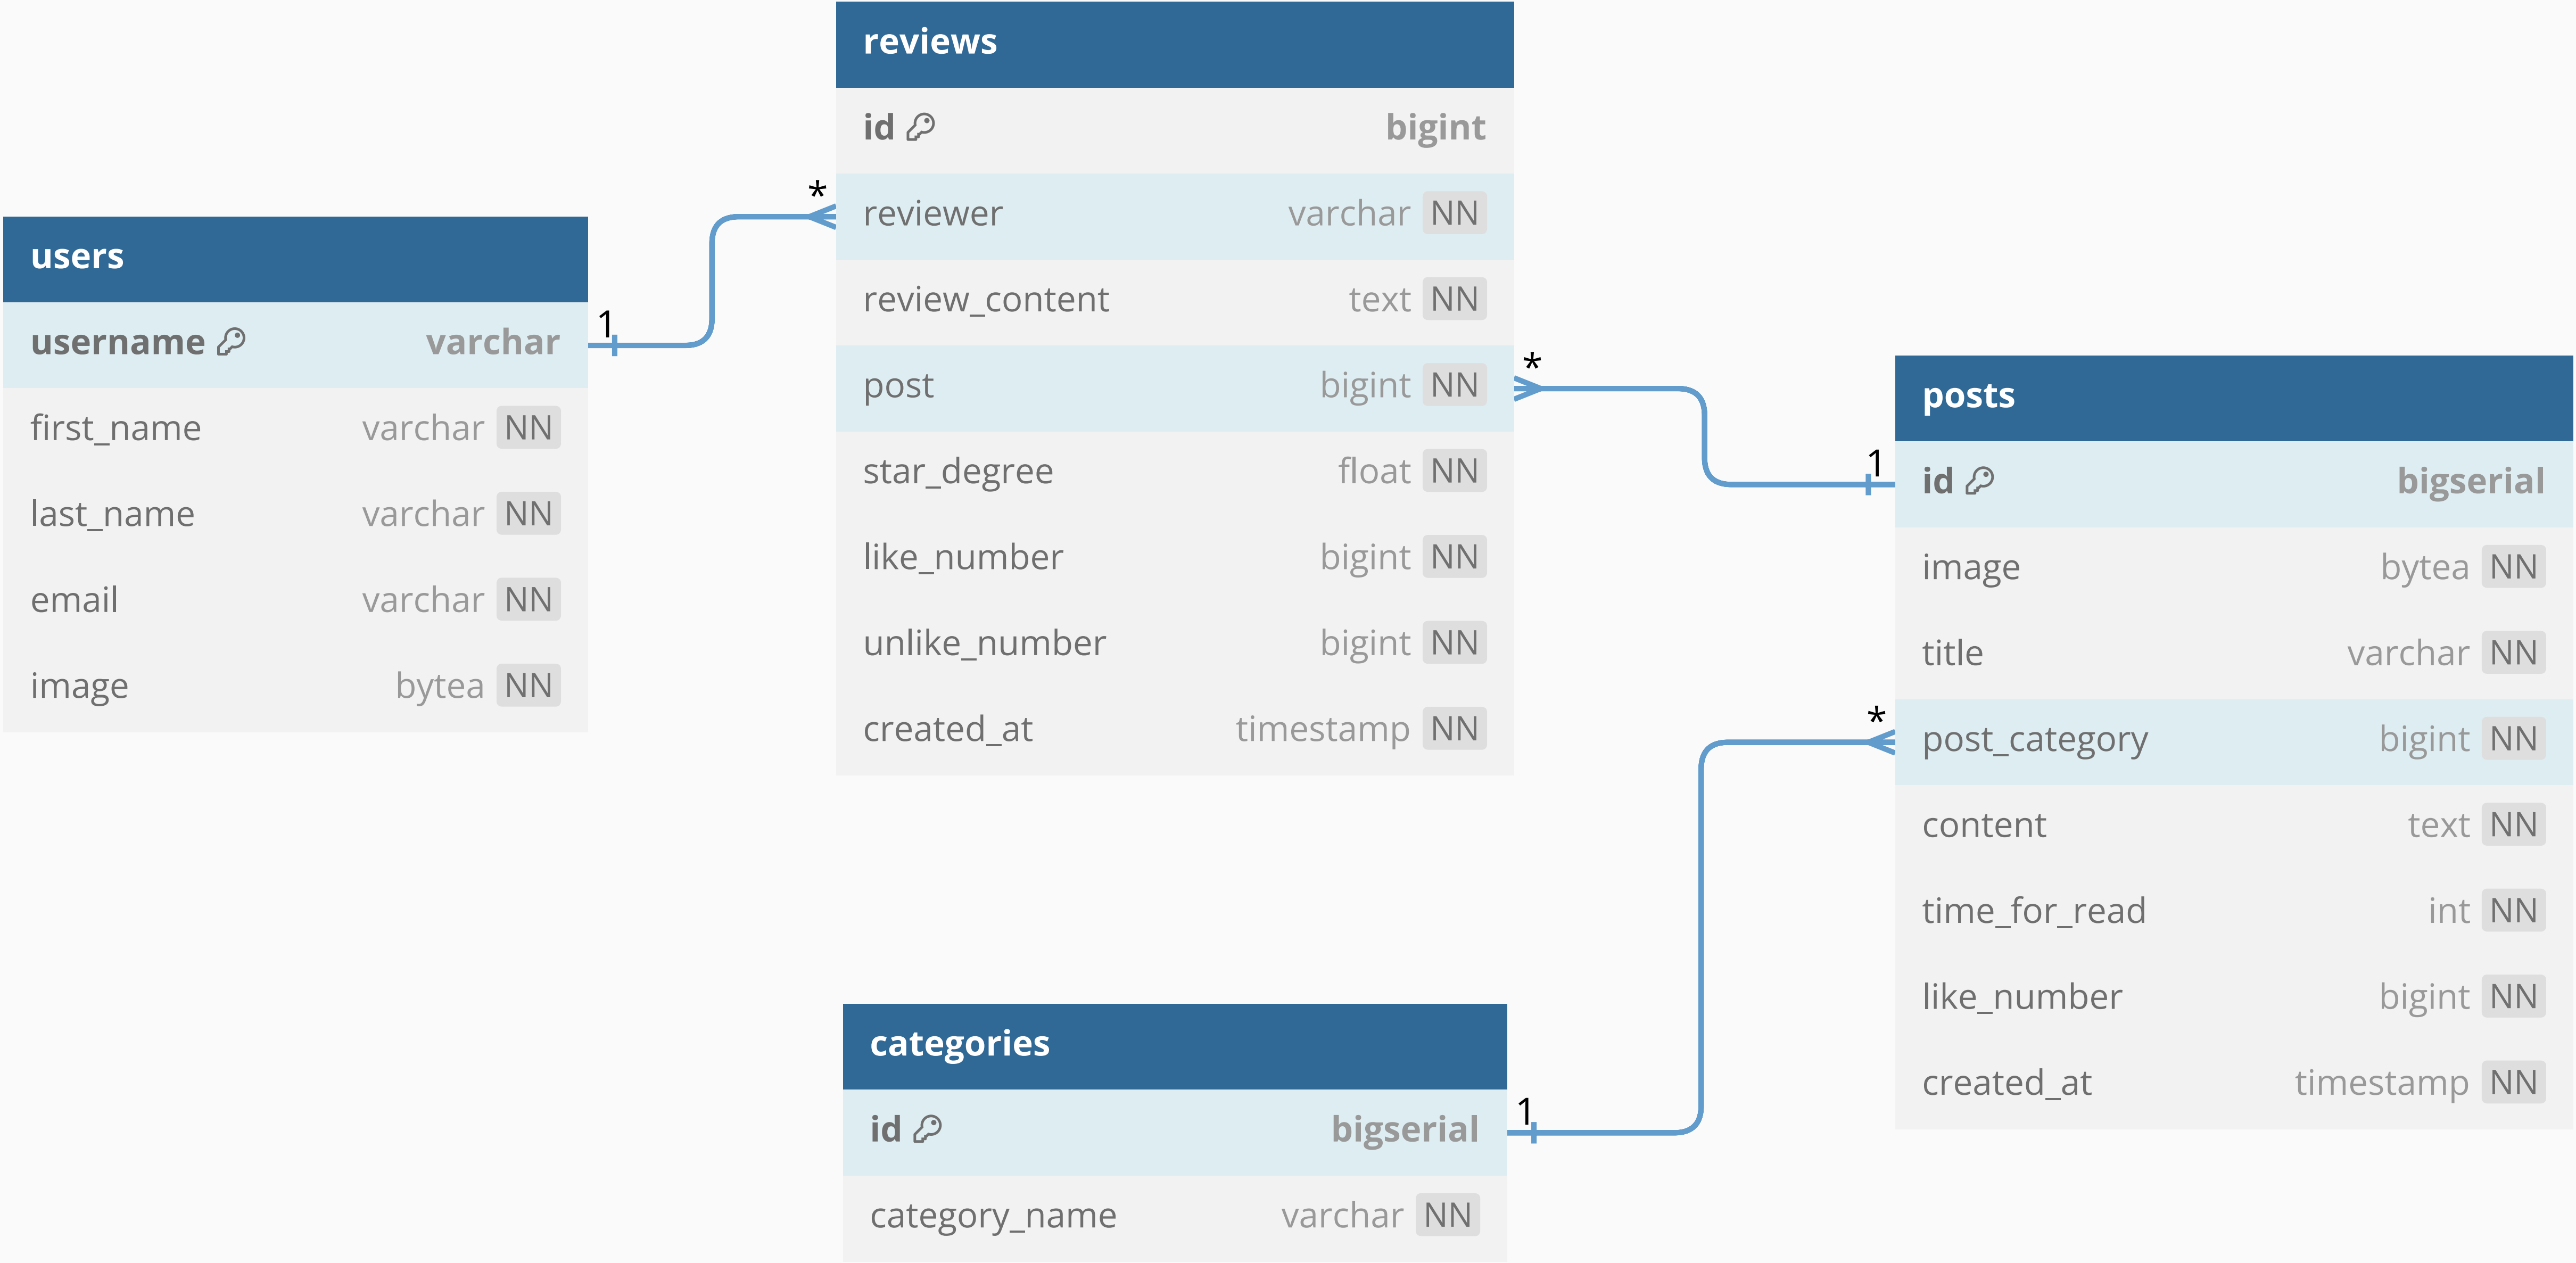 users
username varchar
first_name varchar NN
last_name varchar NN
email varchar NN
image bytea NN
1
*
reviews
id bigint
reviewer varchar NN
review_content text NN
post bigint NN
star_degree float NN
like_number bigint NN
unlike_number bigint NN
created_at timestamp NN
*
1
posts
id bigserial
image bytea NN
title varchar NN
post_category bigint NN
content text NN
time_for_read int NN
like_number bigint NN
created_at timestamp NN
*
1
categories
id bigserial
category_name varchar NN